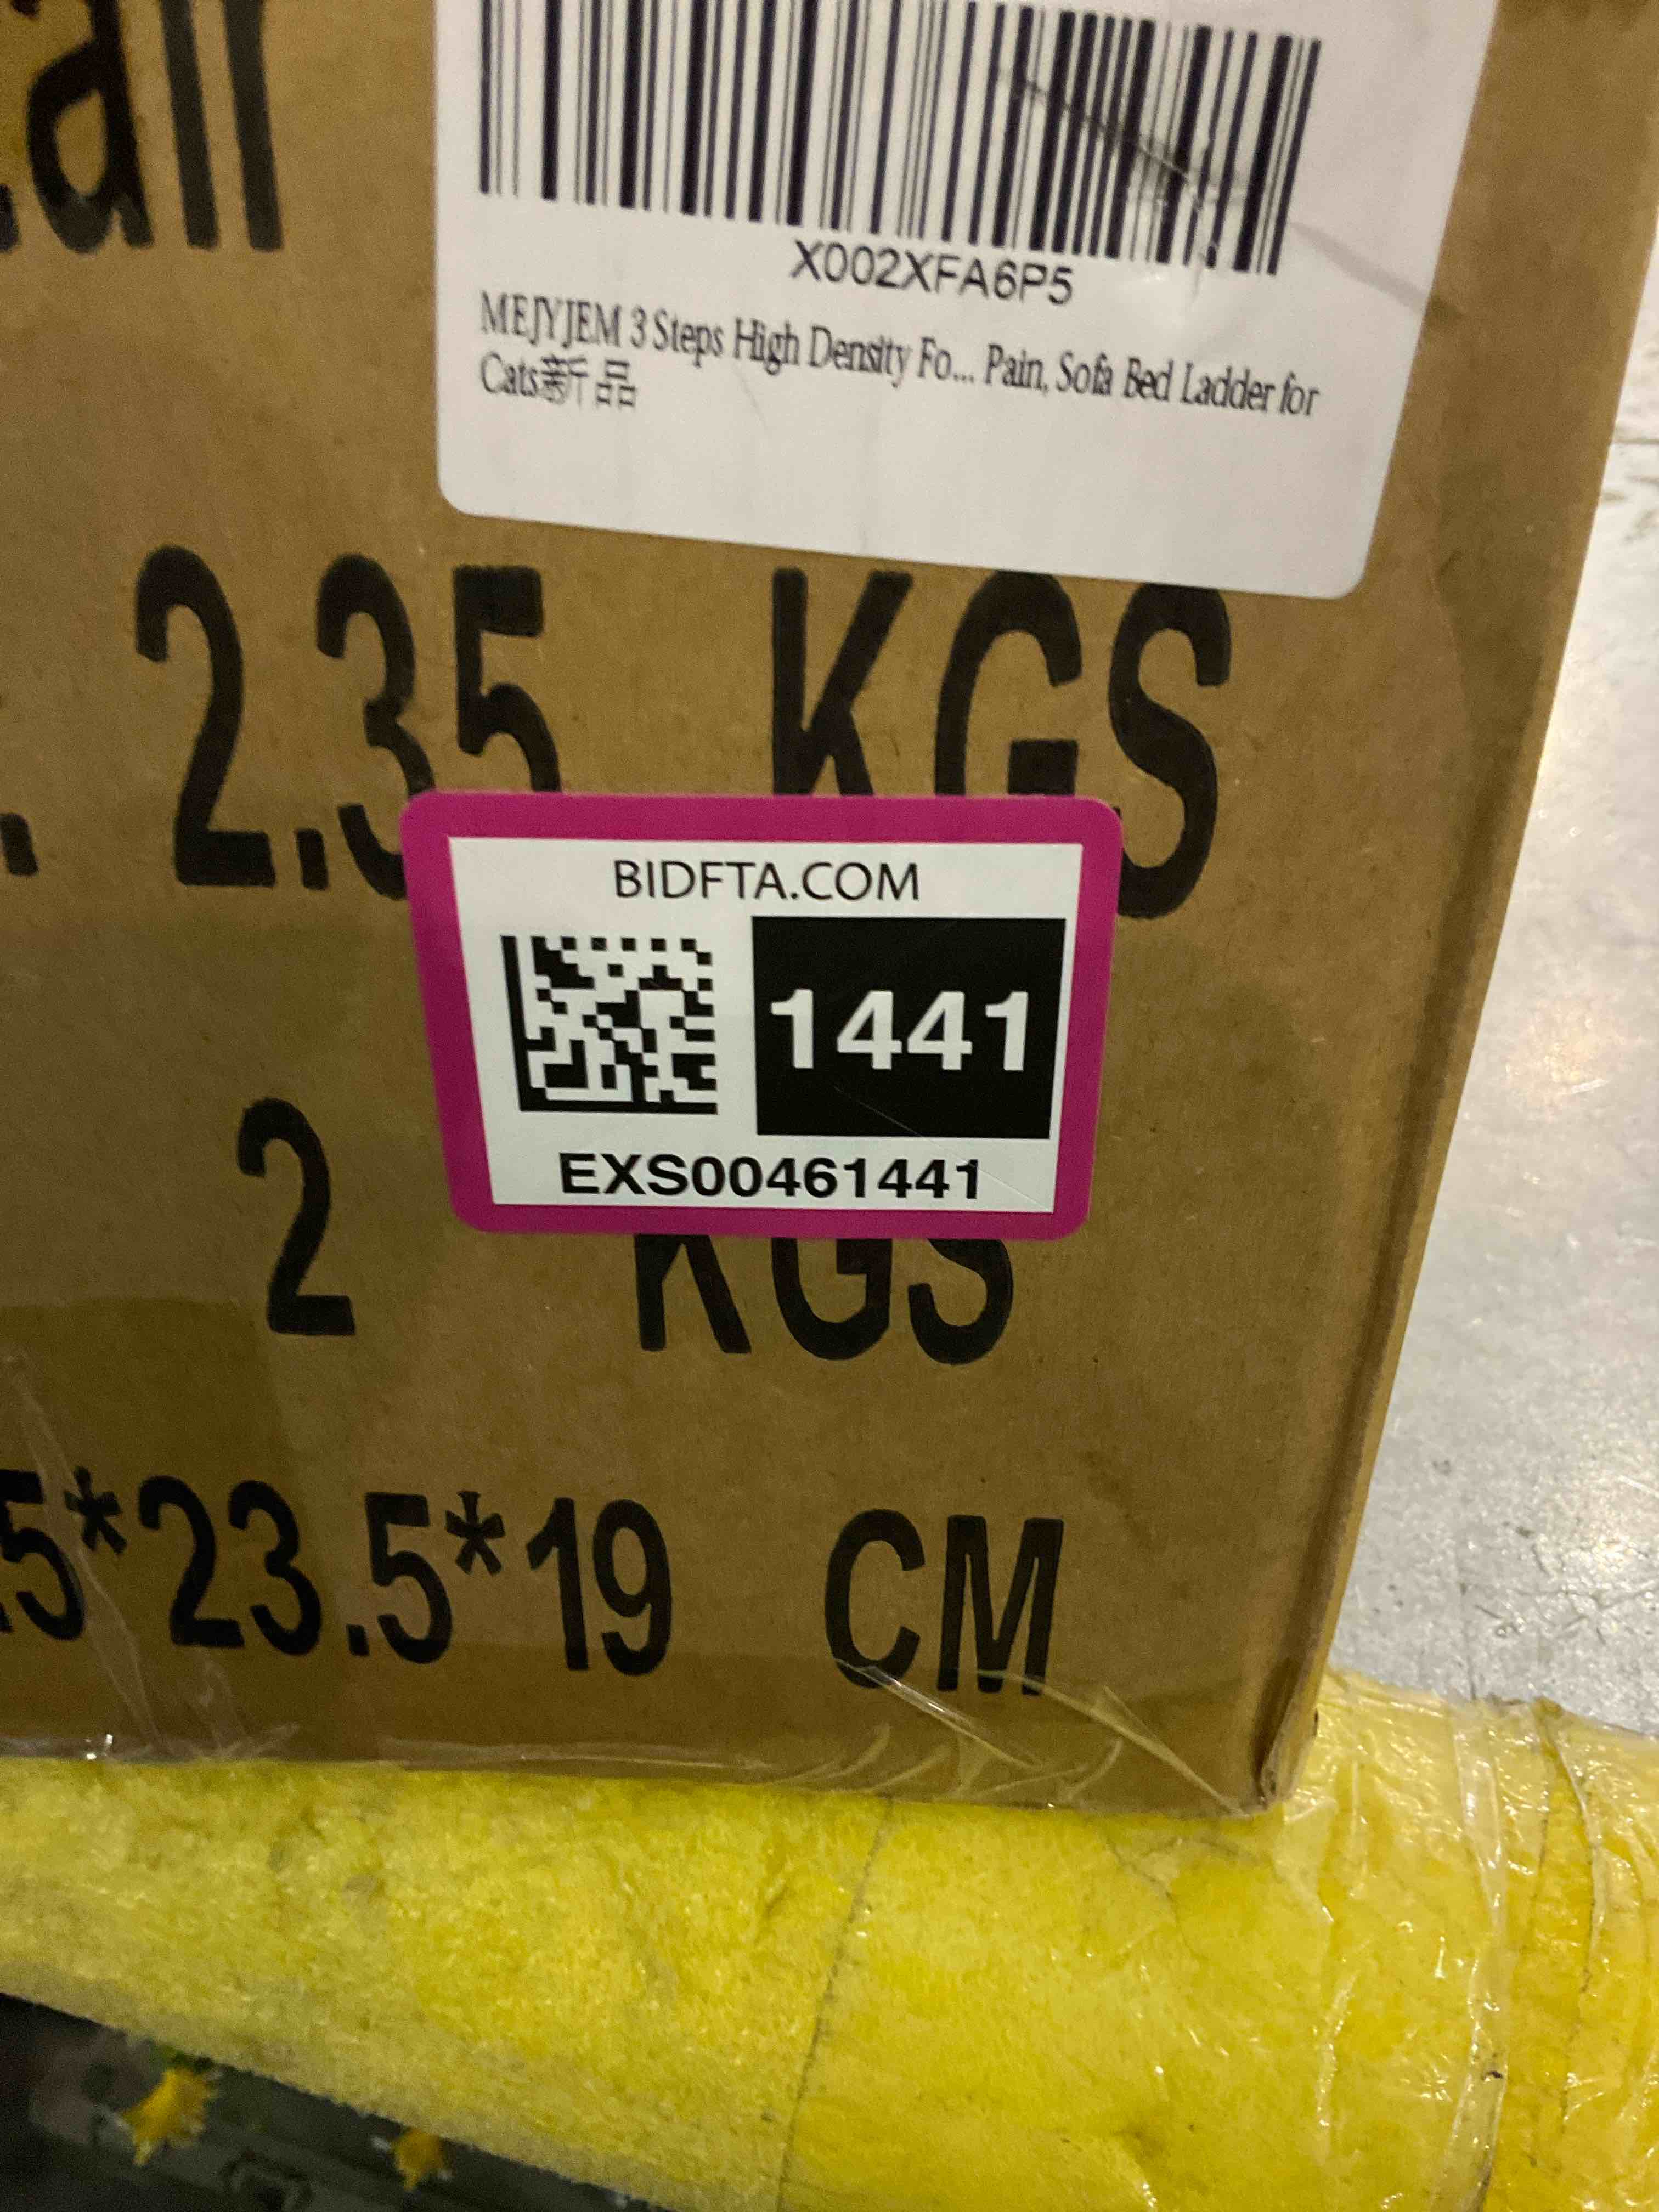 X002XFA6P5
MEJYJEM 3 Steps High Density Fo... Pain, Sofa Bed Ladder for
Cats新品
2.35 KGS
BIDFTA.COM
1441
EXS00461441
2 KGS
5*23.5*19 CM